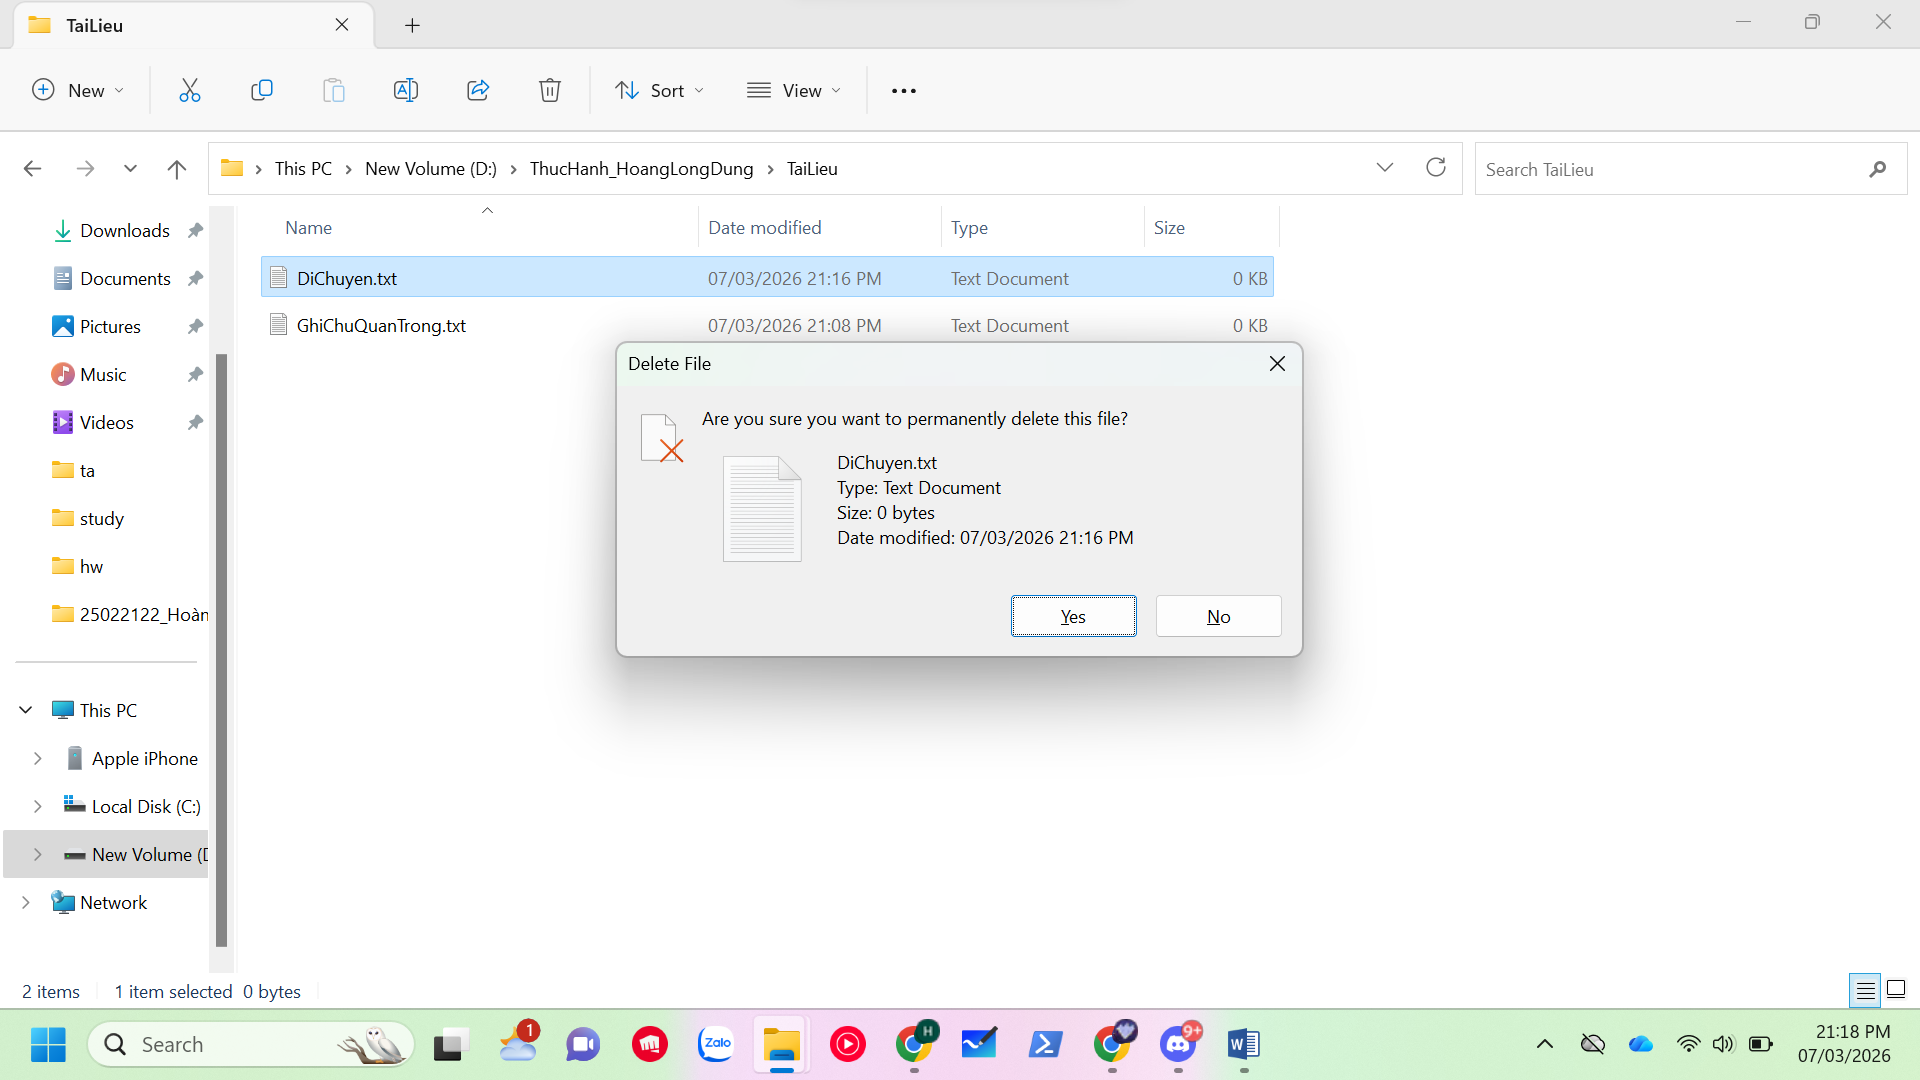 TaiLieu
New
Sort
View
This PC
New Volume (D:)
ThucHanh_HoangLongDung
TaiLieu
Search TaiLieu
Downloads
Documents
Pictures
Music
Videos
ta
study
hw
25022122_Hoàn
This PC
Apple iPhone
Local Disk (C:)
New Volume (D
Network
Name
Date modified
Type
Size
DiChuyen.txt
07/03/2026 21:16 PM
Text Document
0 KB
GhiChuQuanTrong.txt
07/03/2026 21:08 PM
Text Document
0 KB
Delete File
Are you sure you want to permanently delete this file?
DiChuyen.txt
Type: Text Document
Size: 0 bytes
Date modified: 07/03/2026 21:16 PM
Yes
No
2 items
1 item selected 0 bytes
Search
1
Zalo
H
9+
W
21:18 PM
07/03/2026